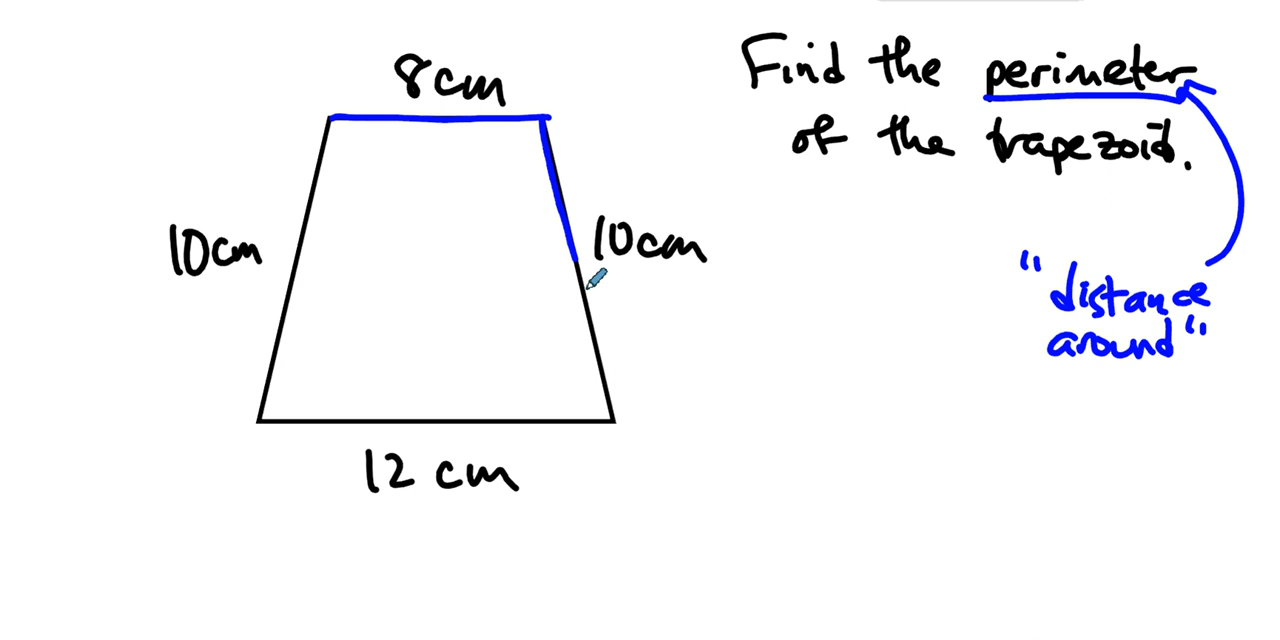 8cm
Find the perimeter
of the trapezoid.
10cm
10cm
"distance
around"
12 cm